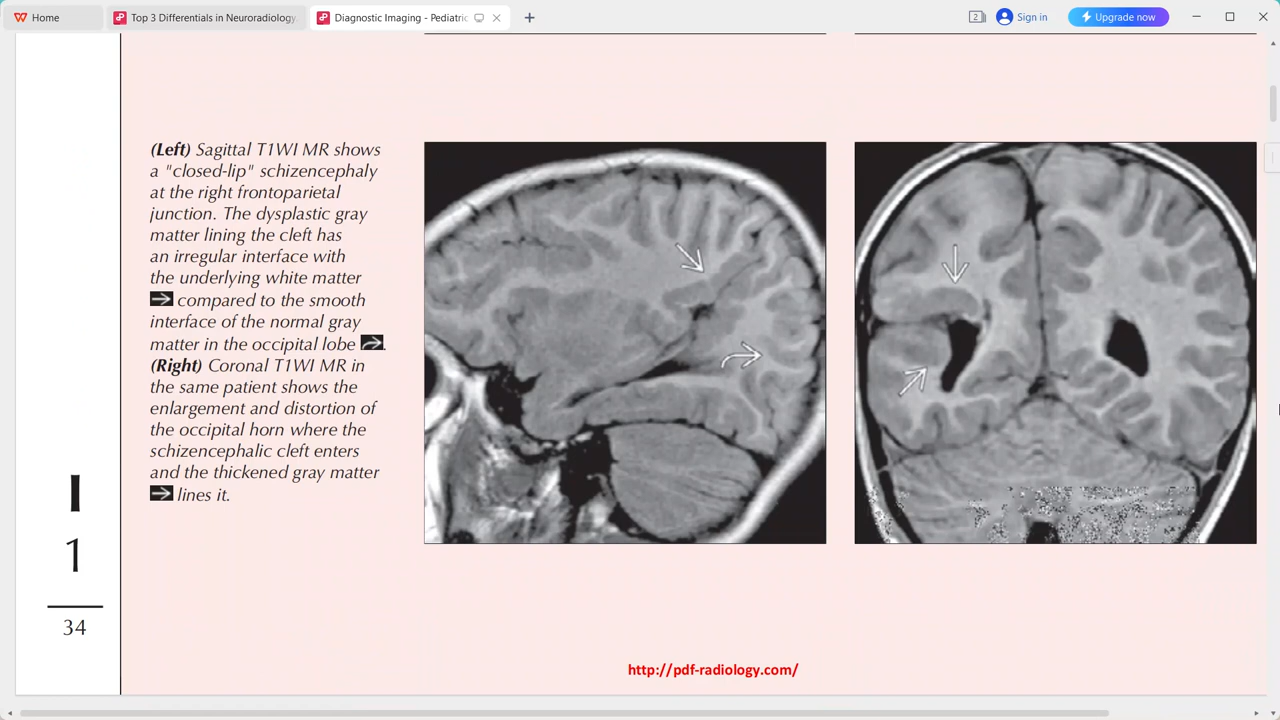 Home
Top 3 Differentials in Neuroradiology.
Diagnostic Imaging - Pediatric
2
Sign in
Upgrade now
(Left) Sagittal T1WI MR shows
a "closed-lip" schizencephaly
at the right frontoparietal
junction. The dysplastic gray
matter lining the cleft has
an irregular interface with
the underlying white matter
compared to the smooth
interface of the normal gray
matter in the occipital lobe .
(Right) Coronal T1WI MR in
the same patient shows the
enlargement and distortion of
the occipital horn where the
schizencephalic cleft enters
and the thickened gray matter
lines it.
I
1
34
http://pdf-radiology.com/